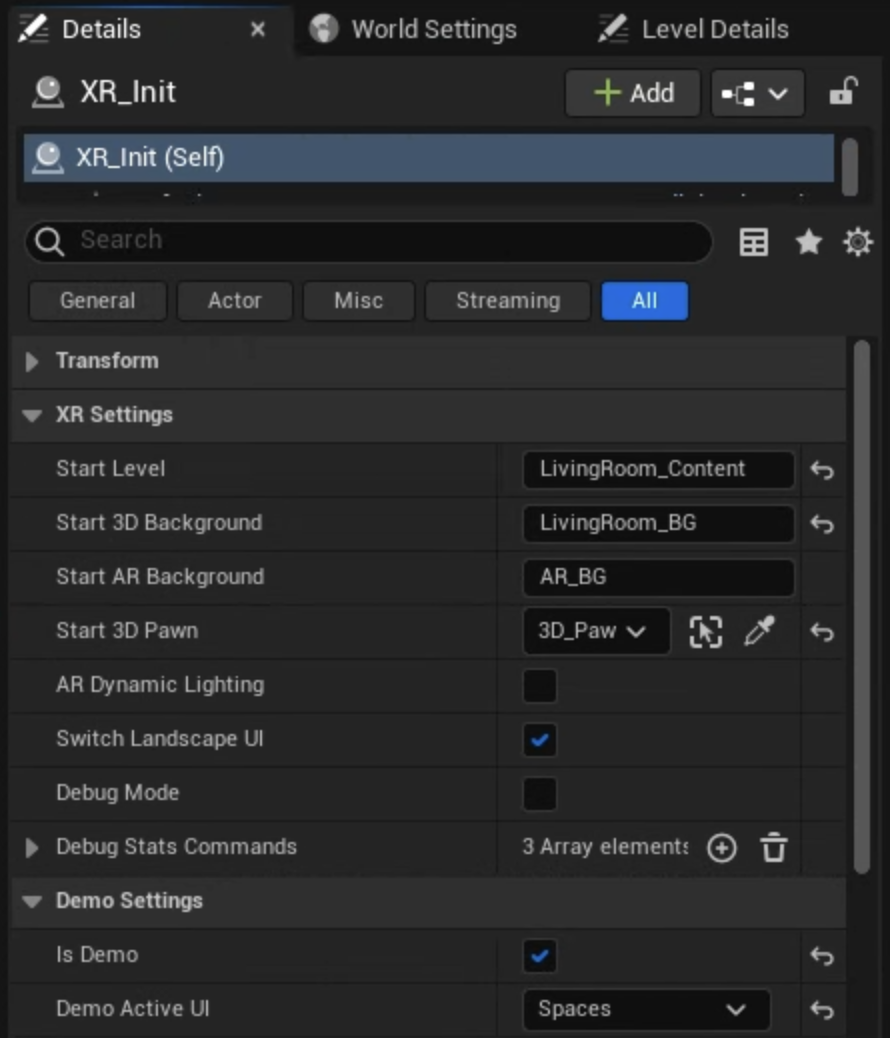 Details
World Settings
Level Details
XR_Init
Add
XR_Init (Self)
Search
General Actor Misc Streaming All
Transform
XR Settings
Start Level LivingRoom_Content
Start 3D Background LivingRoom_BG
Start AR Background AR_BG
Start 3D Pawn 3D_Paw
AR Dynamic Lighting
Switch Landscape UI
Debug Mode
Debug Stats Commands 3 Array elements
Demo Settings
Is Demo
Demo Active UI Spaces